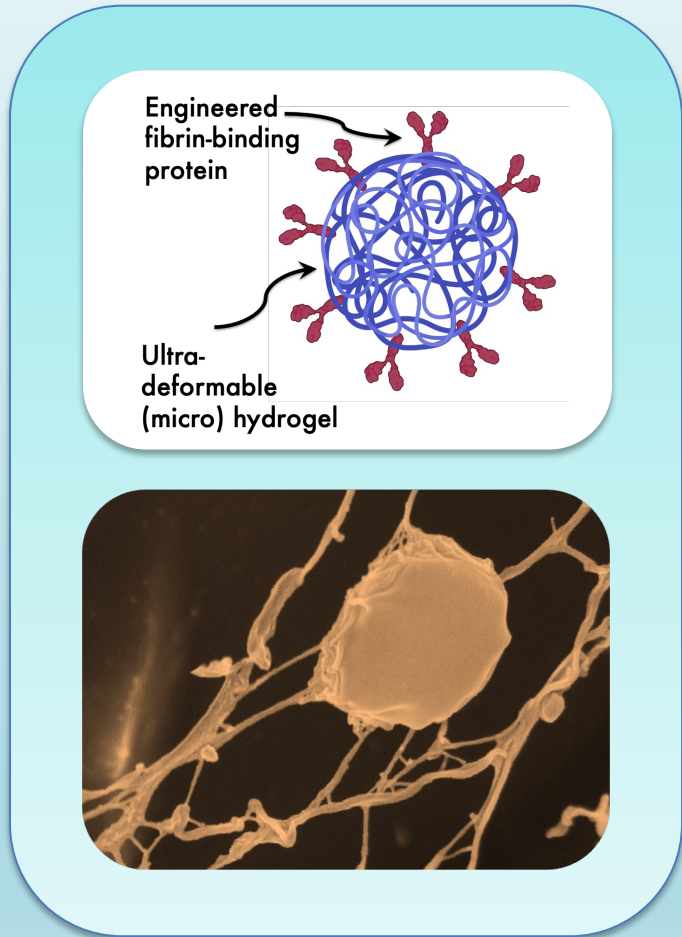 Engineered
fibrin-binding
protein
Ultra-
deformable
(micro) hydrogel